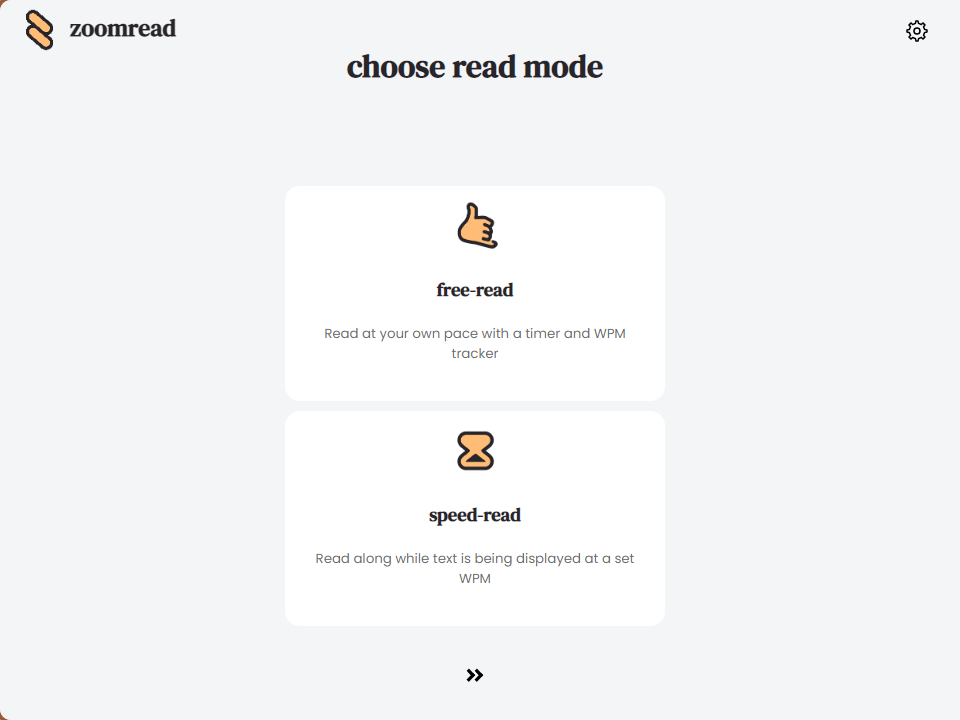 zoomread
choose read mode
free-read
Read at your own pace with a timer and WPM
tracker
speed-read
Read along while text is being displayed at a set
WPM